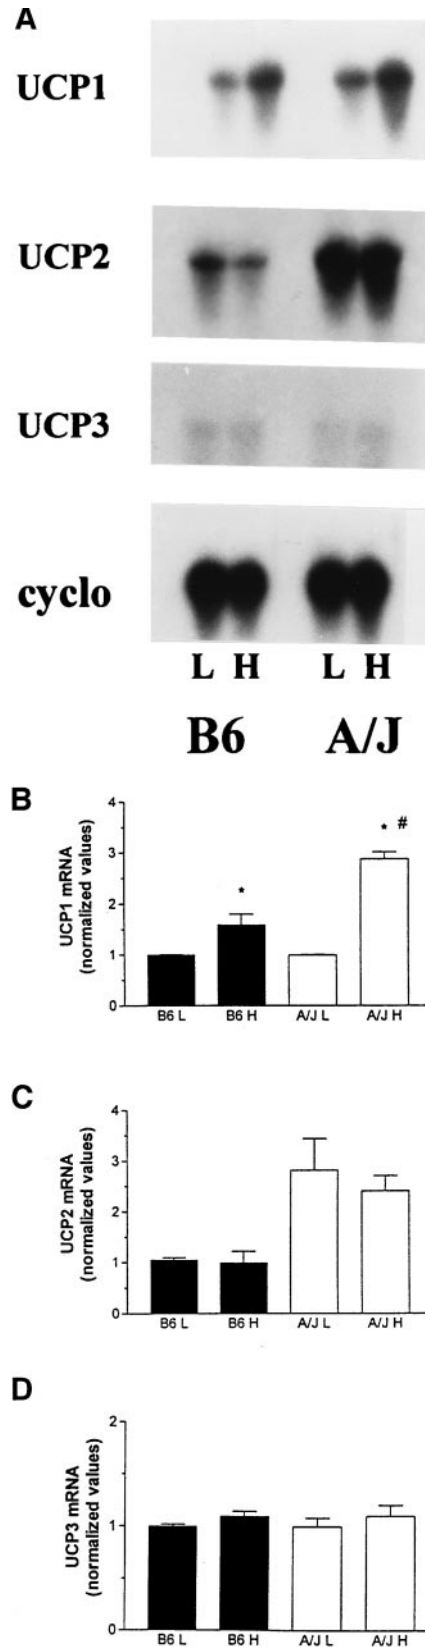 A
UCP1
UCP2
UCP3
cyclo
L H L H
B6 A/J
B
UCP1 mRNA
(normalized values)
4
3
2
1
0
*
* #
B6 L B6 H A/J L A/J H
C
UCP2 mRNA
(normalized values)
4
3
2
1
0
B6 L B6 H A/J L A/J H
D
UCP3 mRNA
(normalized values)
2
1
0
B6 L B6 H A/J L A/J H